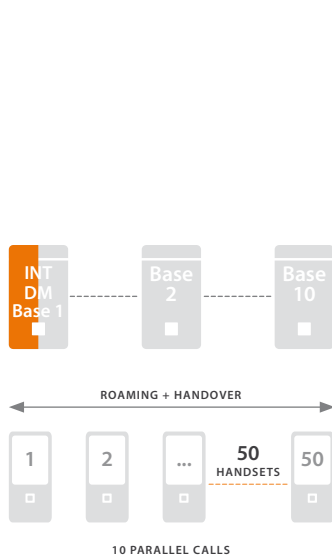 INT
DM
Base 1
Base
2
Base
10
ROAMING + HANDOVER
1
2
...
50
HANDSETS
50
10 PARALLEL CALLS